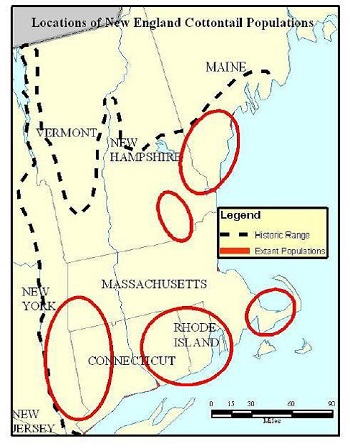 Locations of New England Cottontail Populations
MAINE
VERMONT
NEW
HAMPSHIRE
Legend
Historic Range
Extant Populations
MASSACHUSETTS
NEW
YORK
RHODE
ISLAND
CONNECTICUT
NEW
JERSEY
0 15 30 60 90
Miles